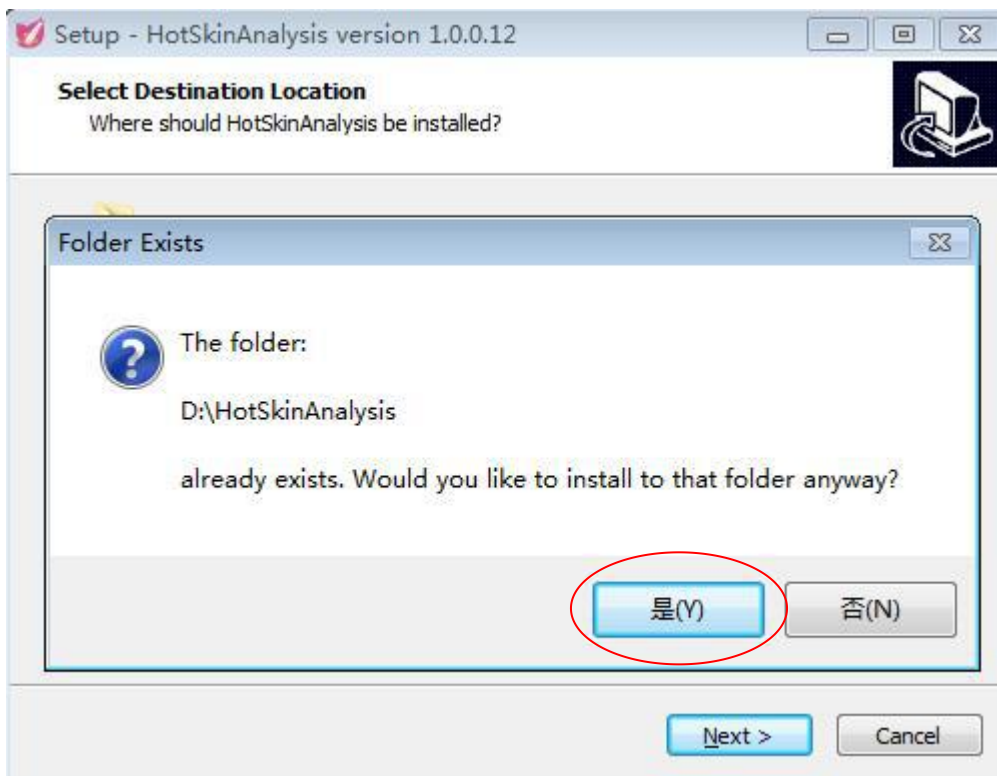 Setup - HotSkinAnalysis version 1.0.0.12
Select Destination Location
Where should HotSkinAnalysis be installed?
Folder Exists
The folder:
D:\HotSkinAnalysis
already exists. Would you like to install to that folder anyway?
是(Y) 否(N)
Next > Cancel